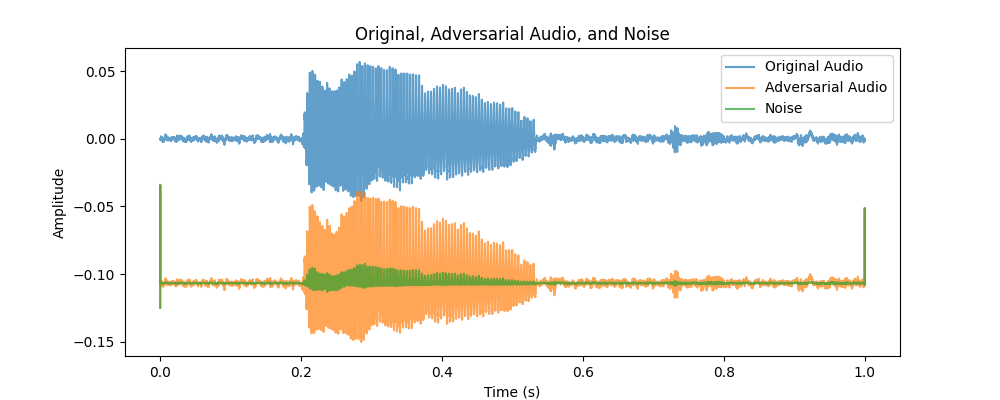 Original, Adversarial Audio, and Noise
Original Audio
Adversarial Audio
Noise
Amplitude
0.05
0.00
−0.05
−0.10
−0.15
0.0 0.2 0.4 0.6 0.8 1.0
Time (s)